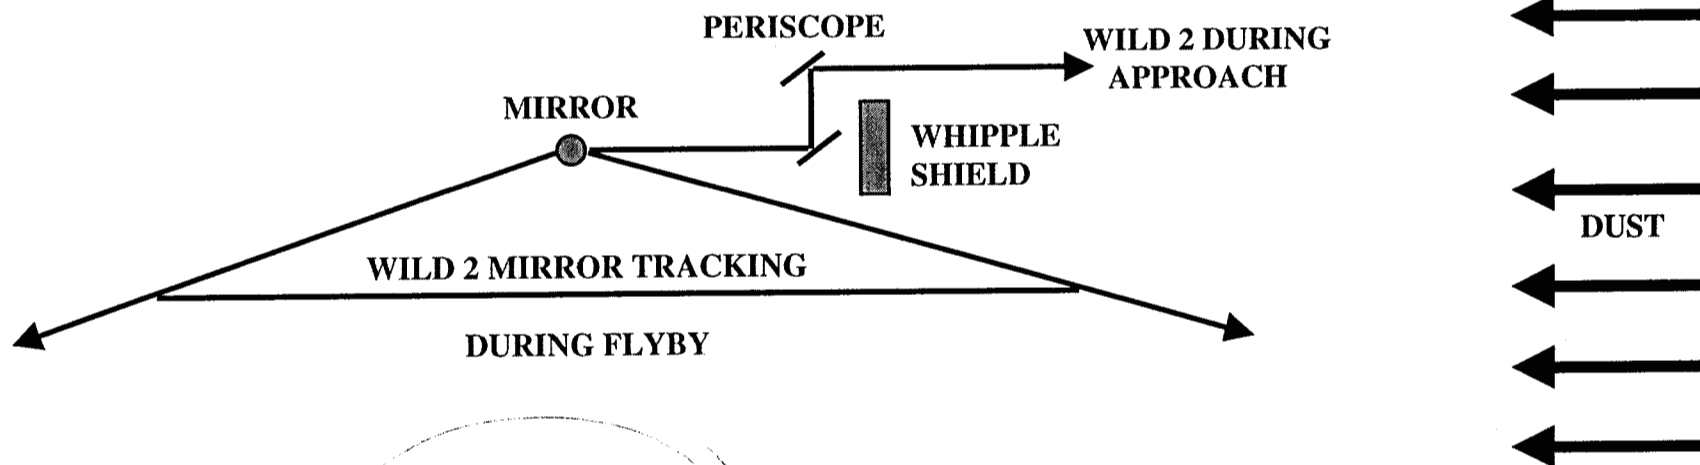 PERISCOPE
WILD 2 DURING
APPROACH
MIRROR
WHIPPLE
SHIELD
DUST
WILD 2 MIRROR TRACKING
DURING FLYBY